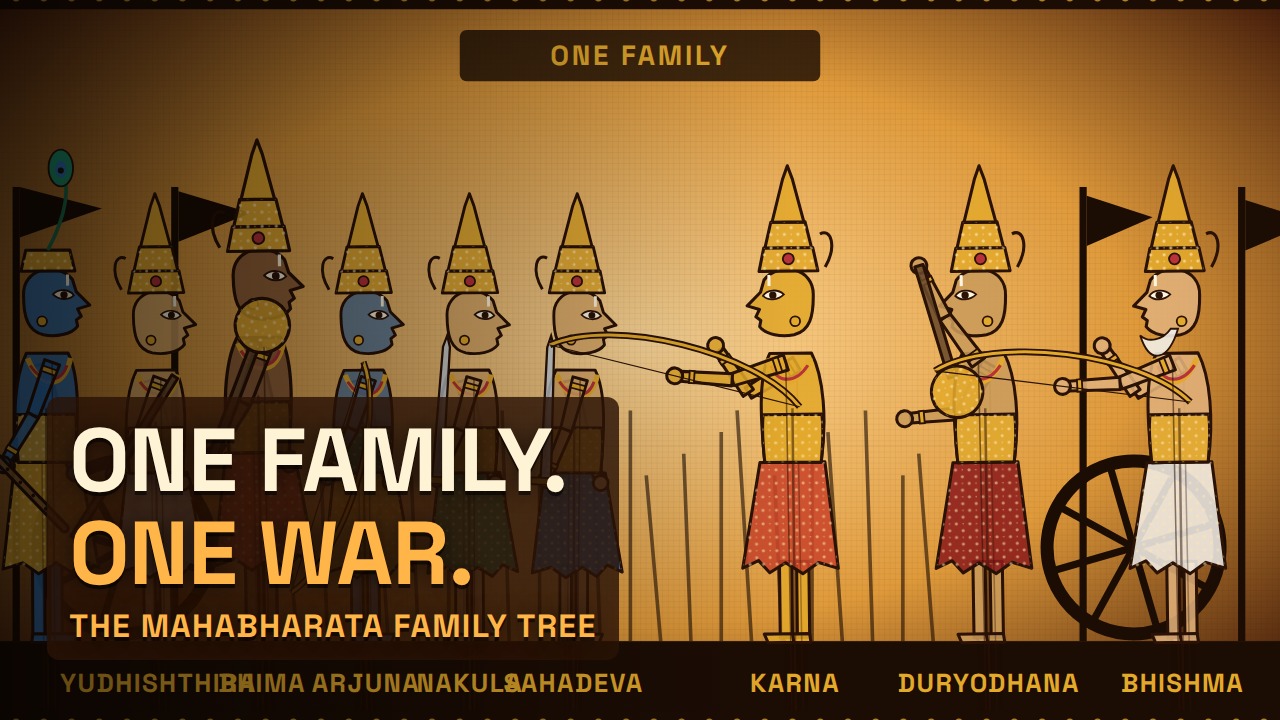 ONE FAMILY
ONE FAMILY.
ONE WAR.
THE MAHABHARATA FAMILY TREE
YUDHISHTHIRA BHIMA ARJUNA NAKULA SAHADEVA KARNA DURYODHANA BHISHMA